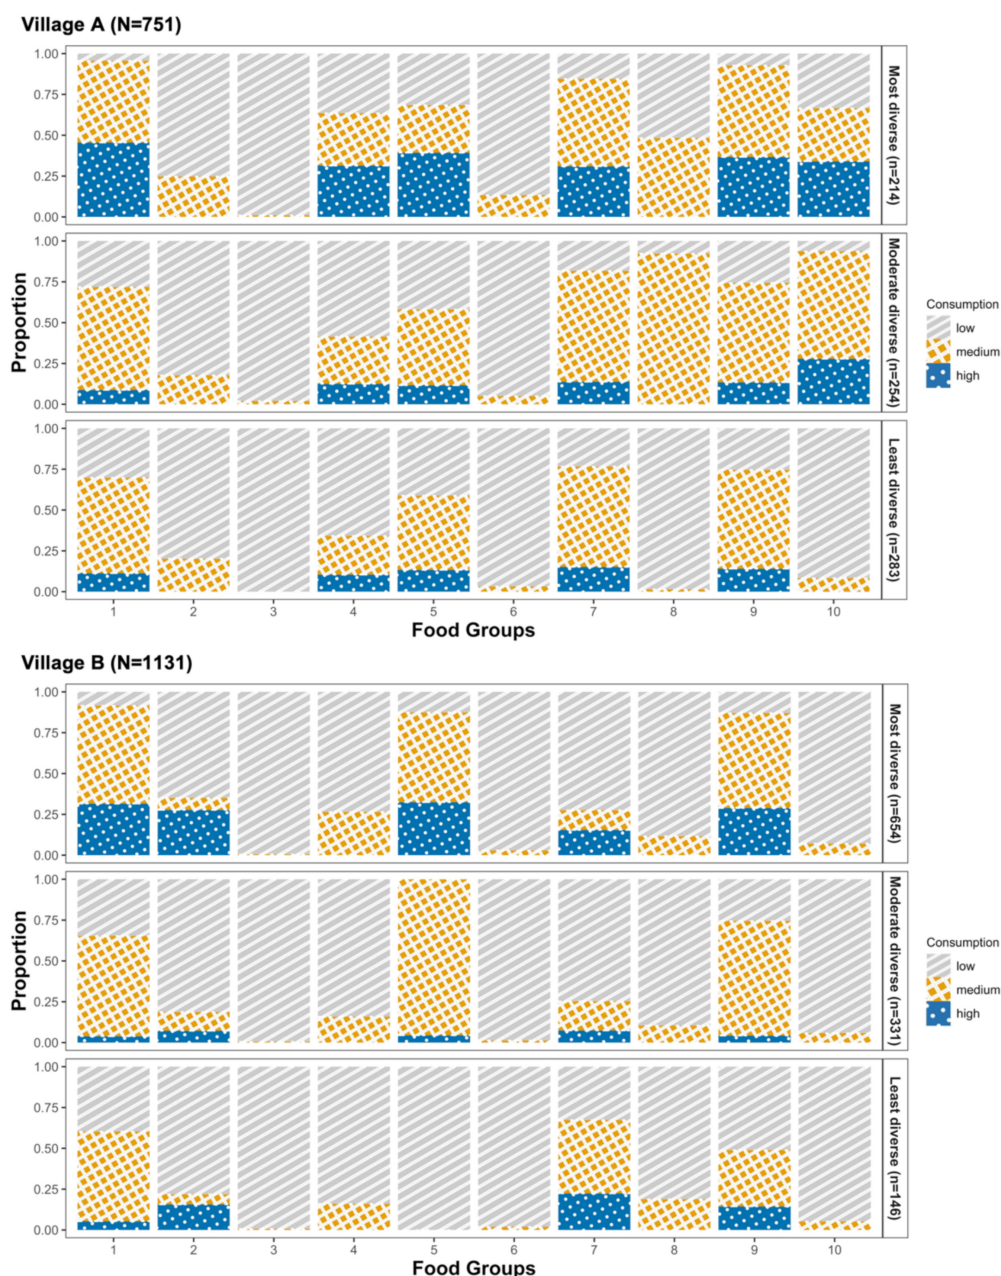 Village A (N=751)
1.00
0.75
0.50
0.25
0.00
Most diverse (n=214)
1.00
0.75
0.50
0.25
0.00
Moderate diverse (n=254)
1.00
0.75
0.50
0.25
0.00
Least diverse (n=283)
Proportion
1 2 3 4 5 6 7 8 9 10
Food Groups
Consumption
low
medium
high
Village B (N=1131)
1.00
0.75
0.50
0.25
0.00
Most diverse (n=654)
1.00
0.75
0.50
0.25
0.00
Moderate diverse (n=331)
1.00
0.75
0.50
0.25
0.00
Least diverse (n=146)
Proportion
1 2 3 4 5 6 7 8 9 10
Food Groups
Consumption
low
medium
high